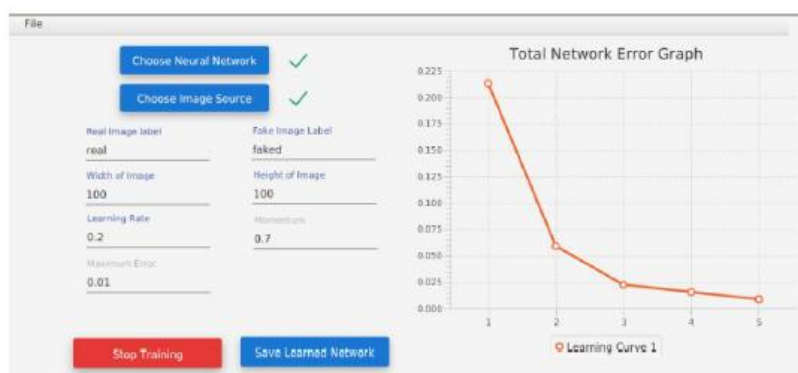 File
Choose Neural Network
Choose Image Source
Real Image label
Fake Image Label
real
faked
Width of Image
Height of Image
100
100
Learning Rate
Momentum
0.2
0.7
Maximum Error
0.01
Stop Training
Save Learned Network
Total Network Error Graph
0.225
0.200
0.175
0.150
0.125
0.100
0.075
0.050
0.025
0.000
1 2 3 4 5
Learning Curve 1